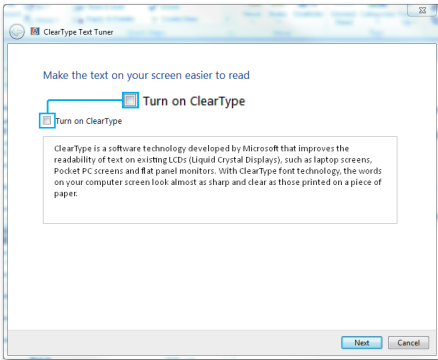 ClearType Text Tuner
Make the text on your screen easier to read
Turn on ClearType
Turn on ClearType
ClearType is a software technology developed by Microsoft that improves the
readability of text on existing LCDs (Liquid Crystal Displays), such as laptop screens,
Pocket PC screens and flat panel monitors. With ClearType font technology, the words
on your computer screen look almost as sharp and clear as those printed on a piece of
paper.
Next Cancel